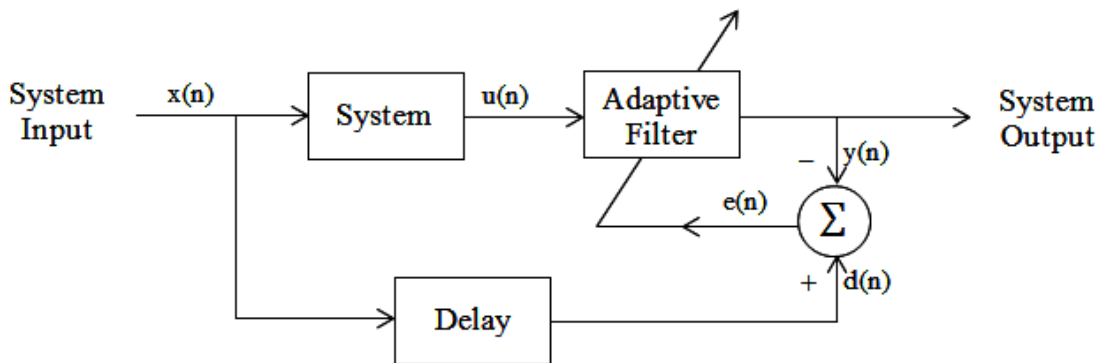 System
Input
x(n)
System
u(n)
Adaptive
Filter
System
Output
− y(n)
e(n)
Σ
+ d(n)
Delay